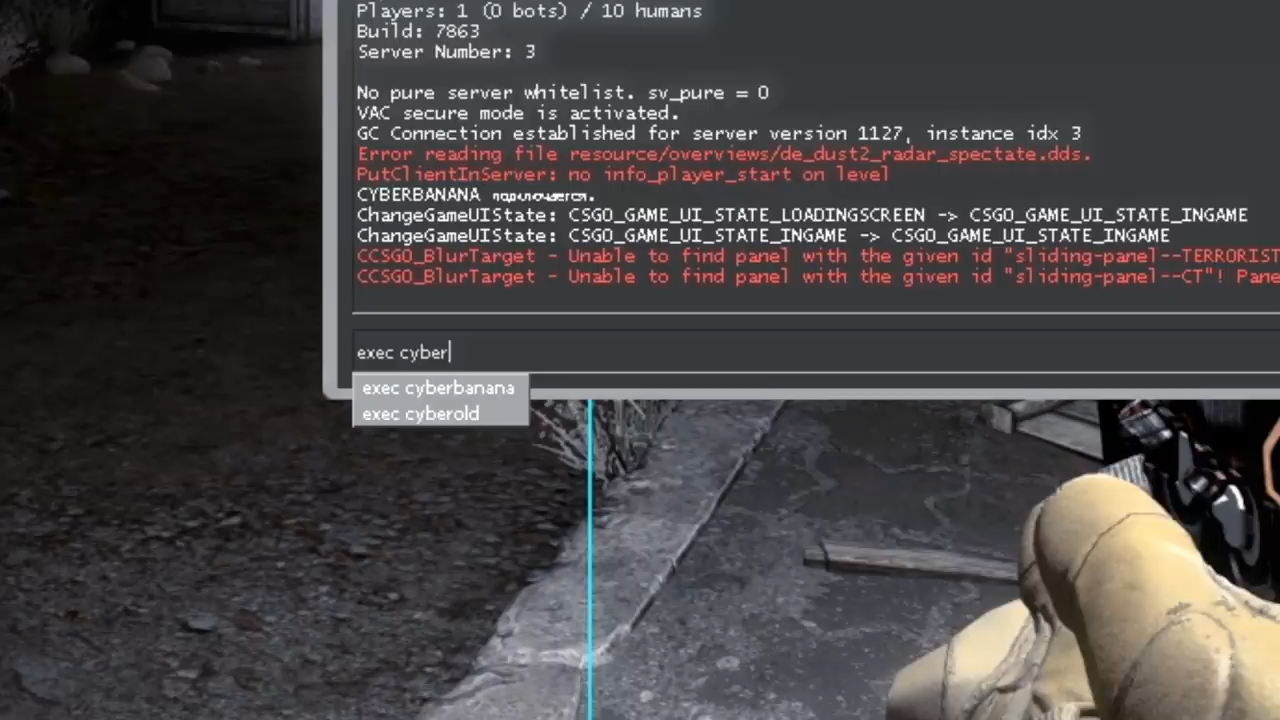 Players: 1 (0 bots) / 10 humans
Build: 7863
Server Number: 3
No pure server whitelist. sv_pure = 0
VAC secure mode is activated.
GC Connection established for server version 1127, instance idx 3
Error reading file resource/overviews/de_dust2_radar_spectate.dds.
PutClientInServer: no info_player_start on level
CYBERBANANA подключается.
ChangeGameUIState: CSGO_GAME_UI_STATE_LOADINGSCREEN -> CSGO_GAME_UI_STATE_INGAME
ChangeGameUIState: CSGO_GAME_UI_STATE_INGAME -> CSGO_GAME_UI_STATE_INGAME
CCSGO_BlurTarget - Unable to find panel with the given id "sliding-panel--TERRORIST
CCSGO_BlurTarget - Unable to find panel with the given id "sliding-panel--CT"! Pane
exec cyber
exec cyberbanana
exec cyberold